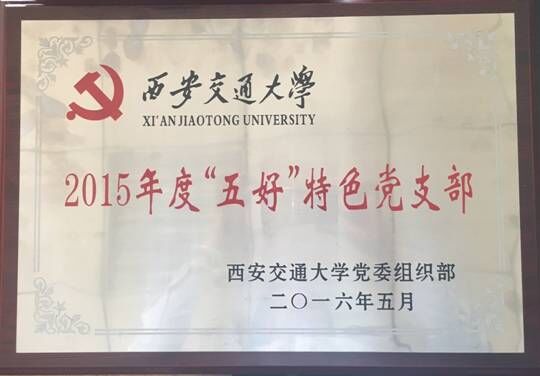 西安交通大學
XI'AN JIAOTONG UNIVERSITY
2015年度“五好”特色党支部
西安交通大学党委组织部
二〇一六年五月